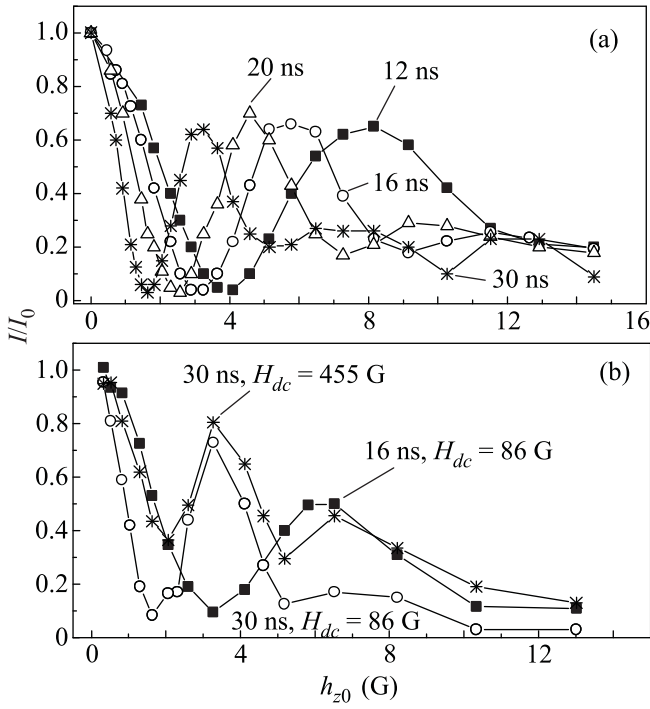 (a)
1.0
0.8
0.6
0.4
0.2
0
20 ns
12 ns
16 ns
30 ns
0 4 8 12 16
I/I0
(b)
1.0
0.8
0.6
0.4
0.2
0
30 ns, Hdc = 455 G
16 ns, Hdc = 86 G
30 ns, Hdc = 86 G
0 4 8 12
hz0 (G)